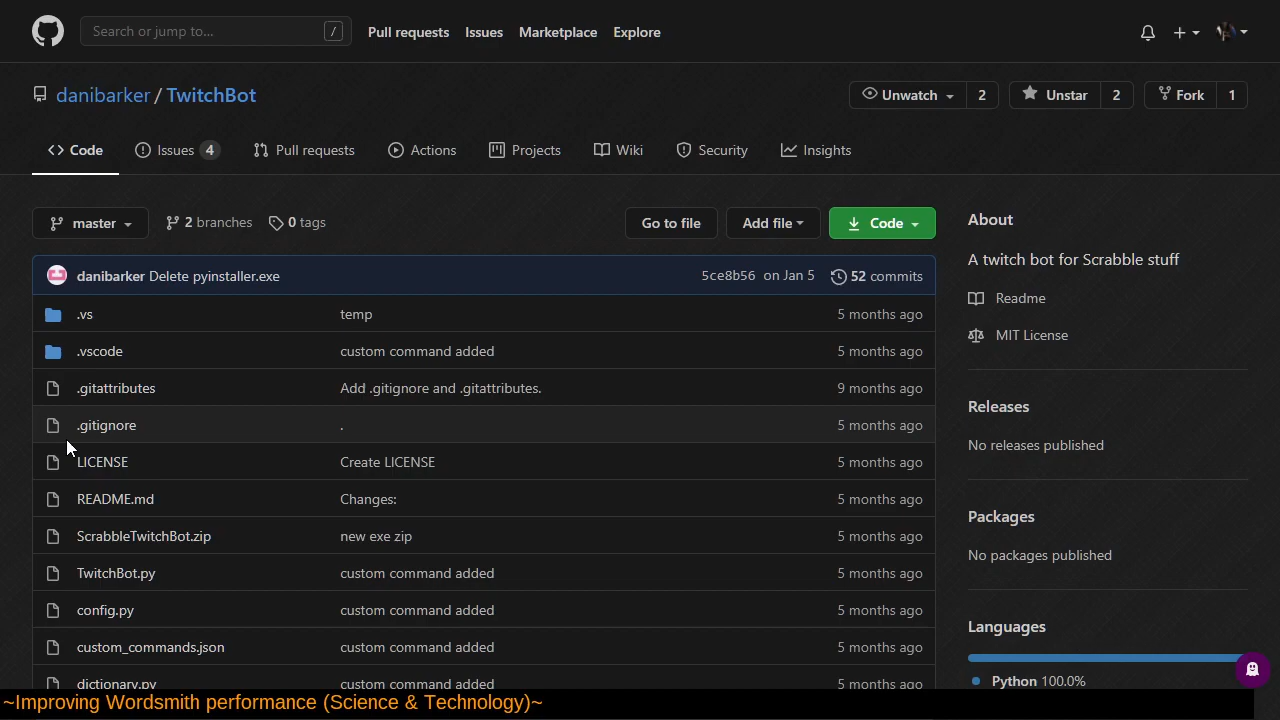 Search or jump to... /
Pull requests Issues Marketplace Explore
danibarker / TwitchBot
Unwatch 2 Unstar 2 Fork 1
Code Issues 4 Pull requests Actions Projects Wiki Security Insights
master 2 branches 0 tags Go to file Add file Code
danibarker Delete pyinstaller.exe 5ce8b56 on Jan 5 52 commits
.vs temp 5 months ago
.vscode custom command added 5 months ago
.gitattributes Add .gitignore and .gitattributes. 9 months ago
.gitignore . 5 months ago
LICENSE Create LICENSE 5 months ago
README.md Changes: 5 months ago
ScrabbleTwitchBot.zip new exe zip 5 months ago
TwitchBot.py custom command added 5 months ago
config.py custom command added 5 months ago
custom_commands.json custom command added 5 months ago
dictionary.py custom command added 5 months ago
About
A twitch bot for Scrabble stuff
Readme
MIT License
Releases
No releases published
Packages
No packages published
Languages
Python 100.0%
~Improving Wordsmith performance (Science & Technology)~